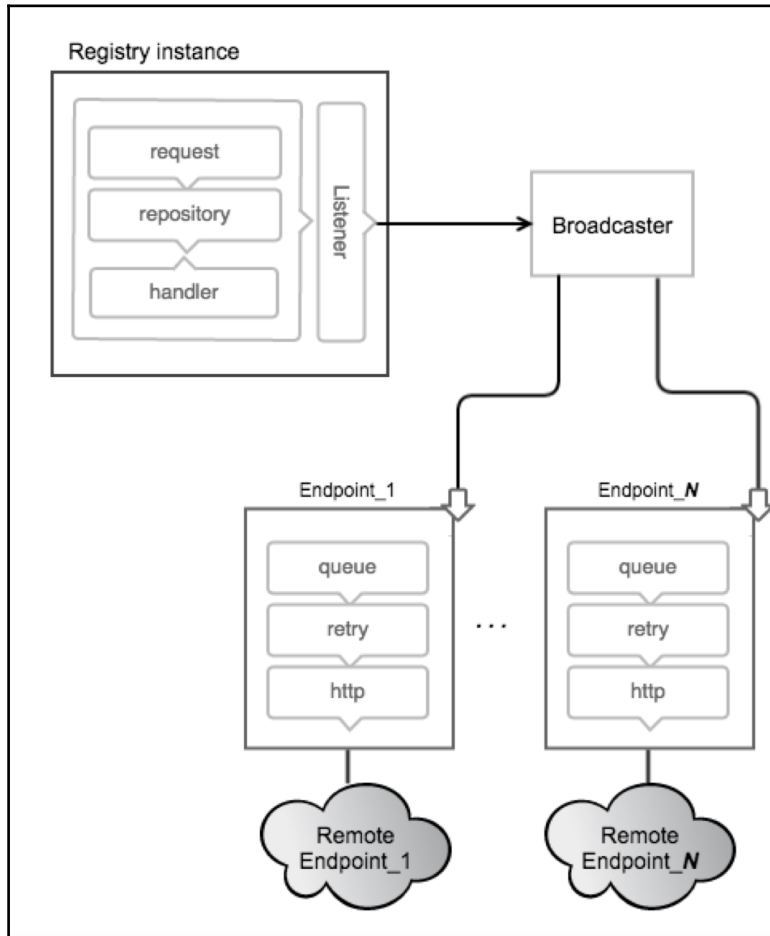 Registry instance
request
repository
handler
Listener
Broadcaster
Endpoint_1
queue
retry
http
...
Endpoint_N
queue
retry
http
Remote
Endpoint_1
Remote
Endpoint_N